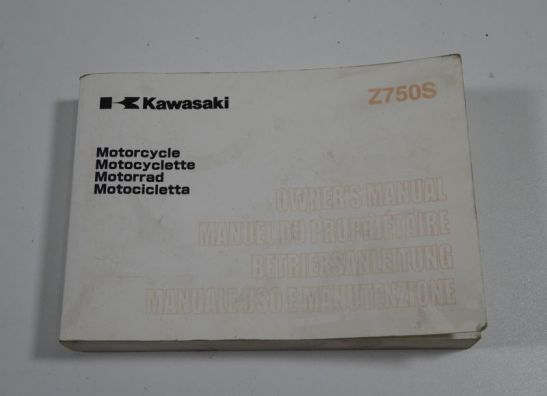 Kawasaki
Z750S
Motorcycle
Motocyclette
Motorrad
Motocicletta
OWNER'S MANUAL
MANUEL DU PROPRIÉTAIRE
BETRIEBSANLEITUNG
MANUALE USO E MANUTENZIONE